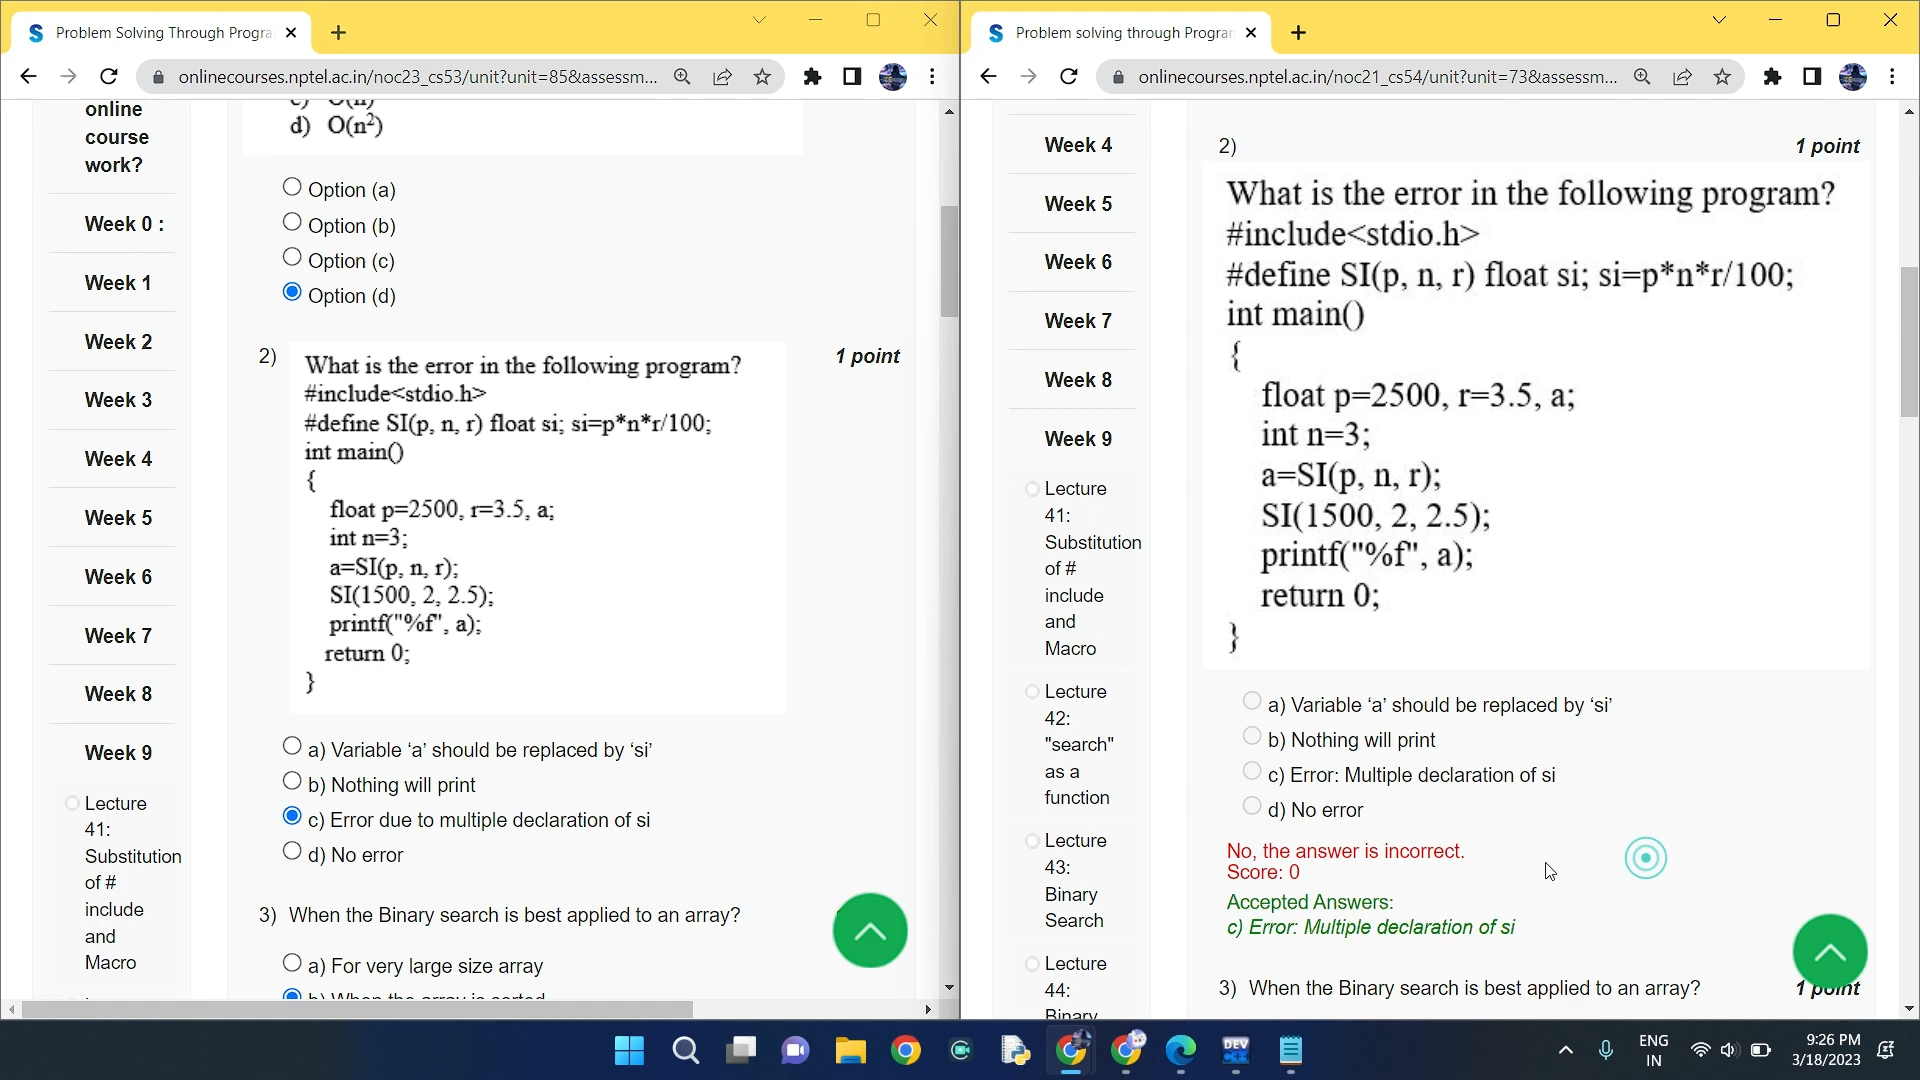 Problem Solving Through Progra
onlinecourses.nptel.ac.in/noc23_cs53/unit?unit=85&assessm...
online
course
work?
Week 0 :
Week 1
Week 2
Week 3
Week 4
Week 5
Week 6
Week 7
Week 8
Week 9
Lecture
41:
Substitution
of #
include
and
Macro
d) O(n²)
Option (a)
Option (b)
Option (c)
Option (d)
2)
1 point
What is the error in the following program?
#include<stdio.h>
#define SI(p, n, r) float si; si=p*n*r/100;
int main()
{
float p=2500, r=3.5, a;
int n=3;
a=SI(p, n, r);
SI(1500, 2, 2.5);
printf("%f", a);
return 0;
}
a) Variable ‘a’ should be replaced by ‘si’
b) Nothing will print
c) Error due to multiple declaration of si
d) No error
3) When the Binary search is best applied to an array?
a) For very large size array
b) When the array is sorted
Problem solving through Progran
onlinecourses.nptel.ac.in/noc21_cs54/unit?unit=73&assessm...
Week 4
Week 5
Week 6
Week 7
Week 8
Week 9
Lecture
41:
Substitution
of #
include
and
Macro
Lecture
42:
"search"
as a
function
Lecture
43:
Binary
Search
Lecture
44:
Binary
2)
1 point
What is the error in the following program?
#include<stdio.h>
#define SI(p, n, r) float si; si=p*n*r/100;
int main()
{
float p=2500, r=3.5, a;
int n=3;
a=SI(p, n, r);
SI(1500, 2, 2.5);
printf("%f", a);
return 0;
}
a) Variable ‘a’ should be replaced by ‘si’
b) Nothing will print
c) Error: Multiple declaration of si
d) No error
No, the answer is incorrect.
Score: 0
Accepted Answers:
c) Error: Multiple declaration of si
3) When the Binary search is best applied to an array?
1 point
DEV
ENG
IN
9:26 PM
3/18/2023